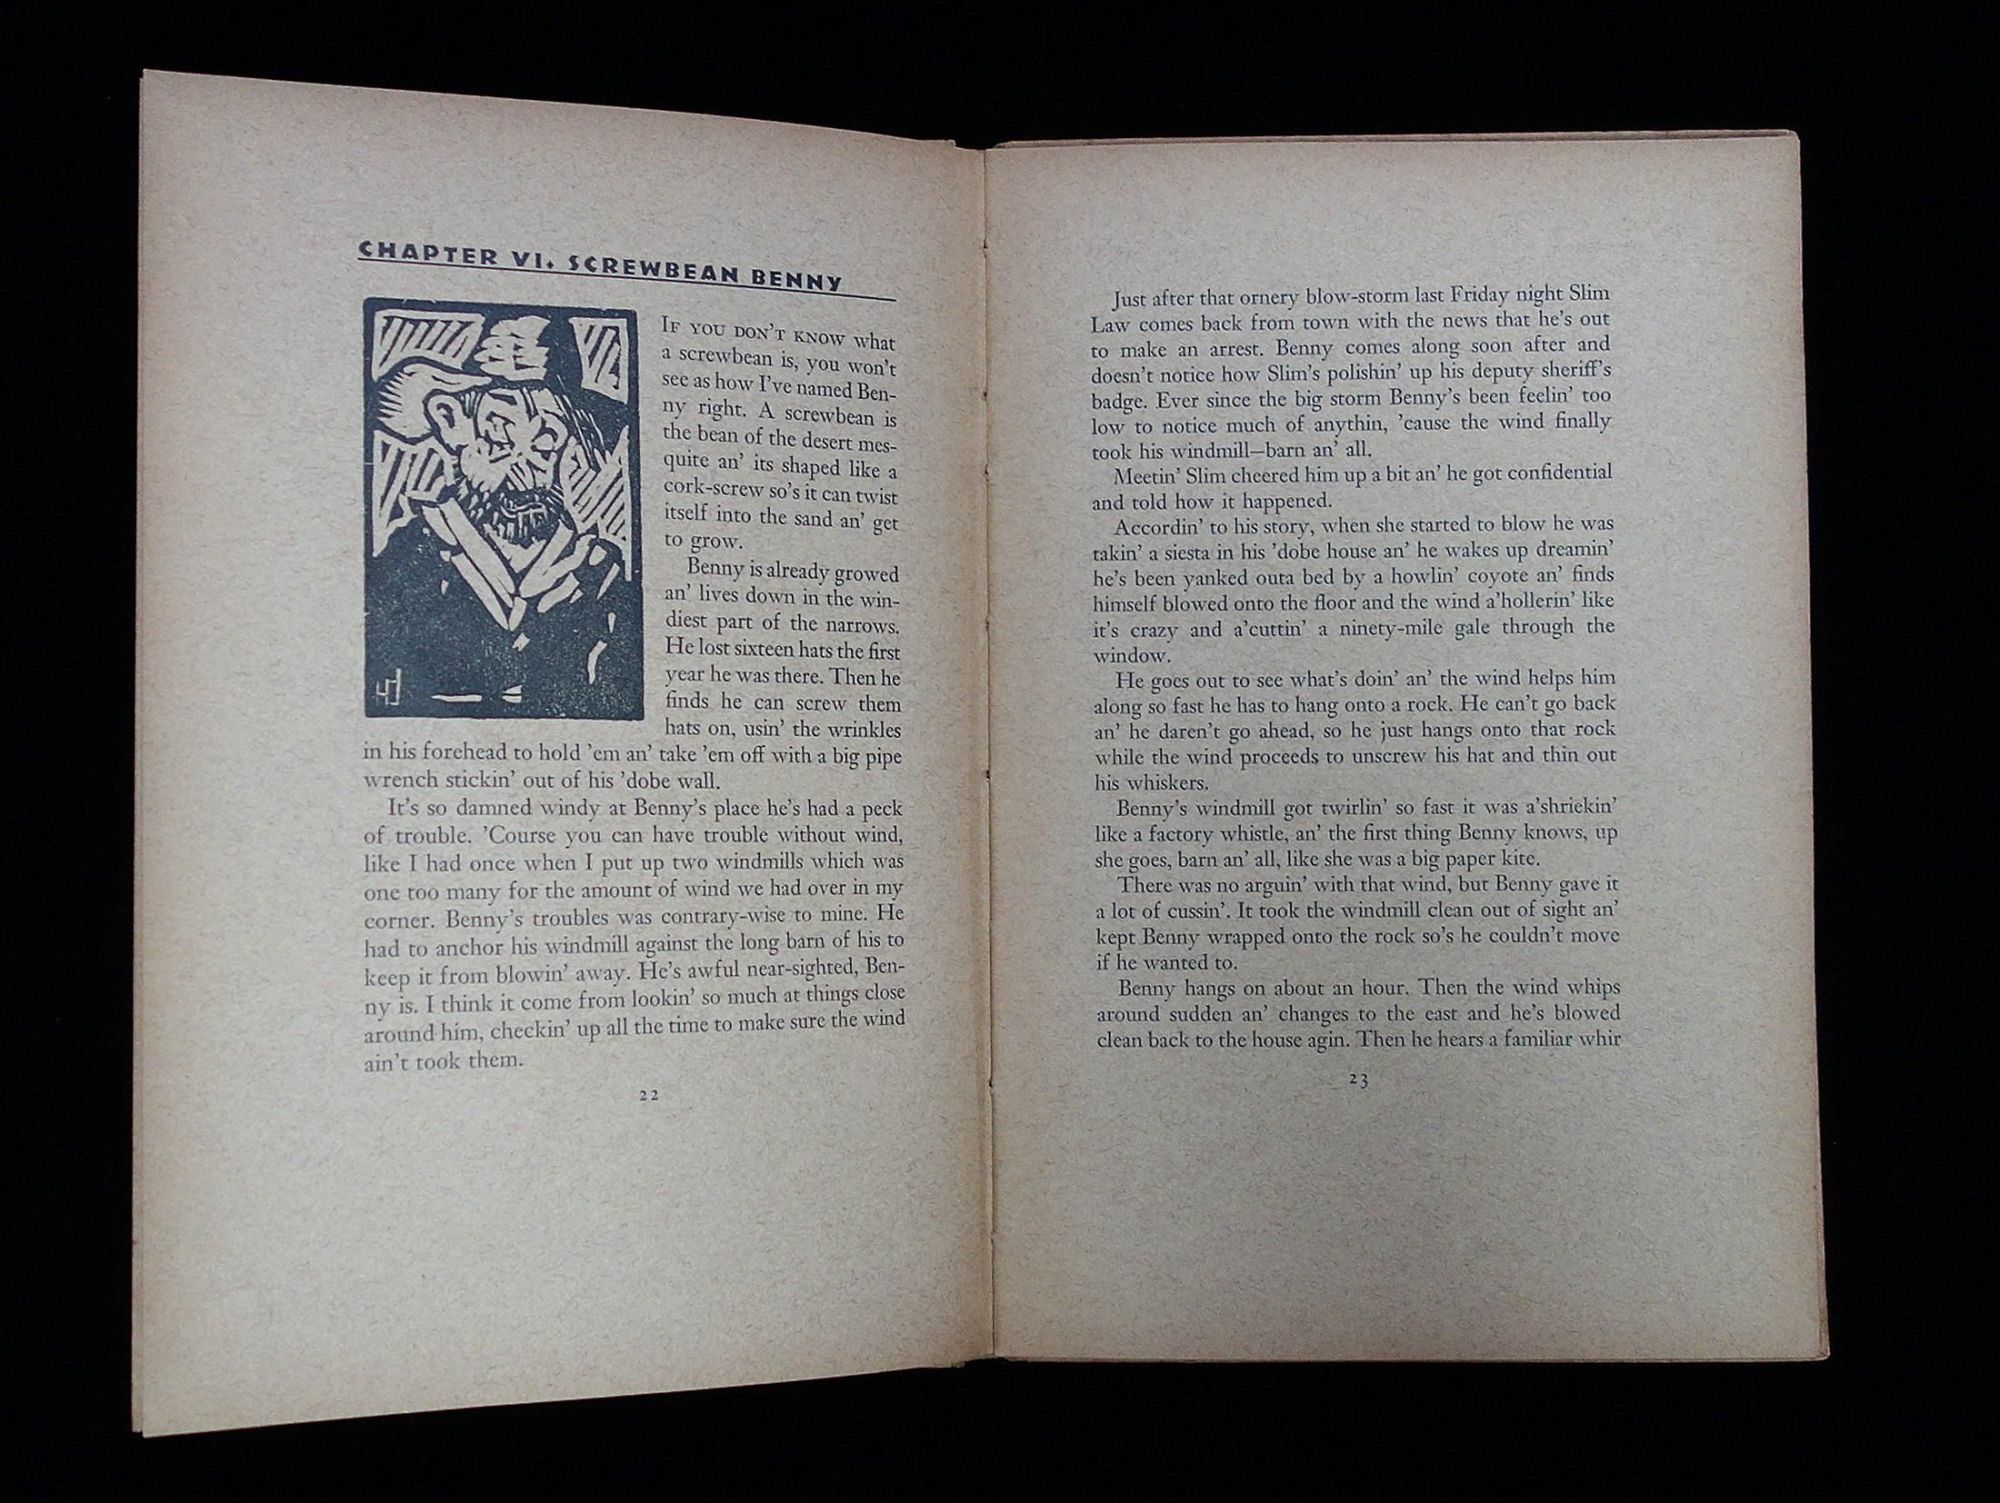 CHAPTER VI. SCREWBEAN BENNY
IF YOU DON'T KNOW what
a screwbean is, you won't
see as how I've named Ben-
ny right. A screwbean is
the bean of the desert mes-
quite an' its shaped like a
cork-screw so's it can twist
itself into the sand an' get
to grow.
Benny is already growed
an' lives down in the win-
diest part of the narrows.
He lost sixteen hats the first
year he was there. Then he
finds he can screw them
hats on, usin' the wrinkles
in his forehead to hold 'em an' take 'em off with a big pipe
wrench stickin' out of his 'dobe wall.
It's so damned windy at Benny's place he's had a peck
of trouble. 'Course you can have trouble without wind,
like I had once when I put up two windmills which was
one too many for the amount of wind we had over in my
corner. Benny's troubles was contrary-wise to mine. He
had to anchor his windmill against the long barn of his to
keep it from blowin' away. He's awful near-sighted, Ben-
ny is. I think it come from lookin' so much at things close
around him, checkin' up all the time to make sure the wind
ain't took them.
22
Just after that ornery blow-storm last Friday night Slim
Law comes back from town with the news that he's out
to make an arrest. Benny comes along soon after and
doesn't notice how Slim's polishin' up his deputy sheriff's
badge. Ever since the big storm Benny's been feelin' too
low to notice much of anythin, 'cause the wind finally
took his windmill—barn an' all.
Meetin' Slim cheered him up a bit an' he got confidential
and told how it happened.
Accordin' to his story, when she started to blow he was
takin' a siesta in his 'dobe house an' he wakes up dreamin'
he's been yanked outa bed by a howlin' coyote an' finds
himself blowed onto the floor and the wind a'hollerin' like
it's crazy and a'cuttin' a ninety-mile gale through the
window.
He goes out to see what's doin' an' the wind helps him
along so fast he has to hang onto a rock. He can't go back
an' he daren't go ahead, so he just hangs onto that rock
while the wind proceeds to unscrew his hat and thin out
his whiskers.
Benny's windmill got twirlin' so fast it was a'shriekin'
like a factory whistle, an' the first thing Benny knows, up
she goes, barn an' all, like she was a big paper kite.
There was no arguin' with that wind, but Benny gave it
a lot of cussin'. It took the windmill clean out of sight an'
kept Benny wrapped onto the rock so's he couldn't move
if he wanted to.
Benny hangs on about an hour. Then the wind whips
around sudden an' changes to the east and he's blowed
clean back to the house agin. Then he hears a familiar whir
23